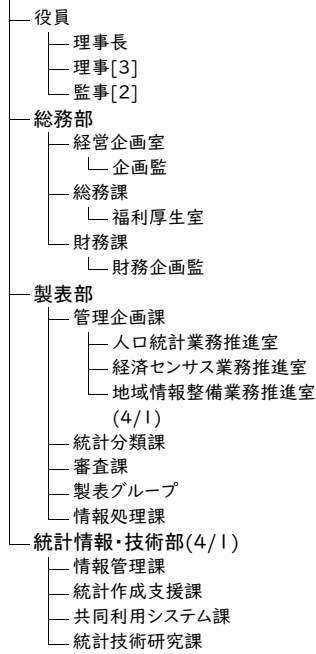 役員
理事長
理事[3]
監事[2]
総務部
経営企画室
企画監
総務課
福利厚生室
財務課
財務企画監
製表部
管理企画課
人口統計業務推進室
経済センサス業務推進室
地域情報整備業務推進室
(4/1)
統計分類課
審査課
製表グループ
情報処理課
統計情報・技術部(4/1)
情報管理課
統計作成支援課
共同利用システム課
統計技術研究課